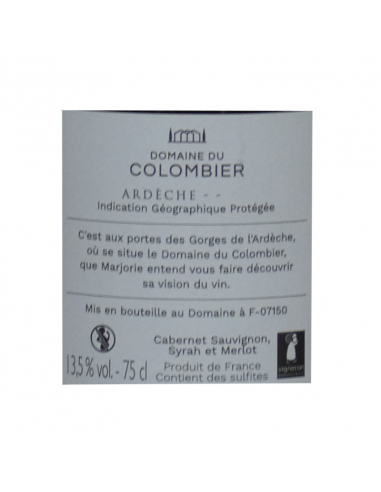 DOMAINE DU
COLOMBIER
ARDÈCHE - -
Indication Géographique Protégée
C'est aux portes des Gorges de l'Ardèche,
où se situe le Domaine du Colombier,
que Marjorie entend vous faire découvrir
sa vision du vin.
Mis en bouteille au Domaine à F-07150
Cabernet Sauvignon,
Syrah et Merlot
13,5% vol. - 75 cl
Produit de France
Contient des sulfites